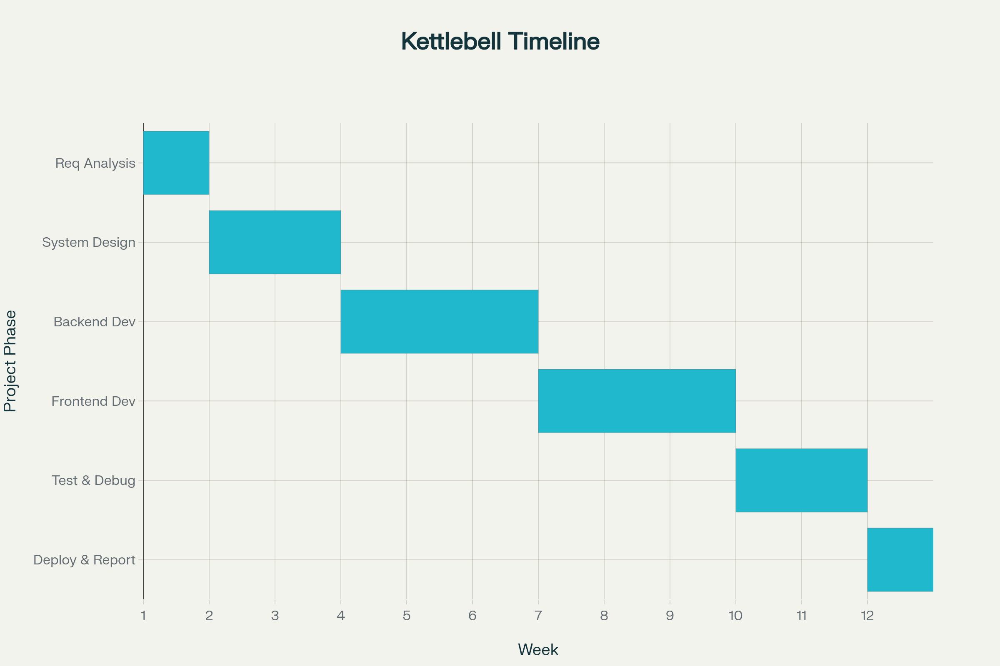 Kettlebell Timeline
Req Analysis
System Design
Backend Dev
Frontend Dev
Test & Debug
Deploy & Report
Project Phase
1 2 3 4 5 6 7 8 9 10 11 12
Week